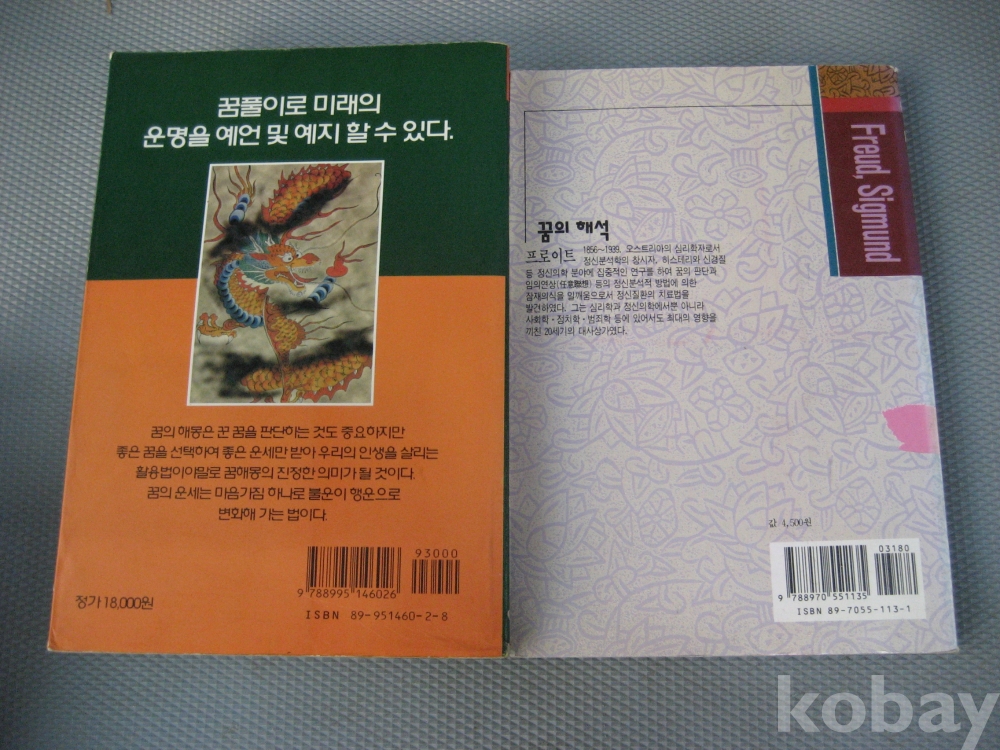 꿈풀이로 미래의
운명을 예언 및 예지 할 수 있다.
꿈의 해몽은 꾼 꿈을 판단하는 것도 중요하지만
좋은 꿈을 선택하여 좋은 운세만 받아 우리의 인생을 살리는
활용법이야말로 꿈해몽의 진정한 의미가 될 것이다.
꿈의 운세는 마음가짐 하나로 불운이 행운으로
변화해 가는 법이다.
정가 18,000원
93000
9 788995 146026
ISBN 89-951460-2-8
Freud, Sigmund
꿈의 해석
프로이트 1856~1939. 오스트리아의 심리학자로서
정신분석학의 창시자. 히스테리와 신경질
등 정신의학 분야에 집중적인 연구를 하여 꿈의 판단과
임의연상(任意聯想) 등의 정신분석적 방법에 의한
잠재의식을 일깨움으로서 정신질환의 치료법을
발견하였다. 그는 심리학과 정신의학에서뿐 아니라
사회학·정치학·범죄학 등에 있어서도 최대의 영향을
끼친 20세기의 대사상가였다.
값/4,500원
03180
9 788970 551135
ISBN 89-7055-113-1
kobay